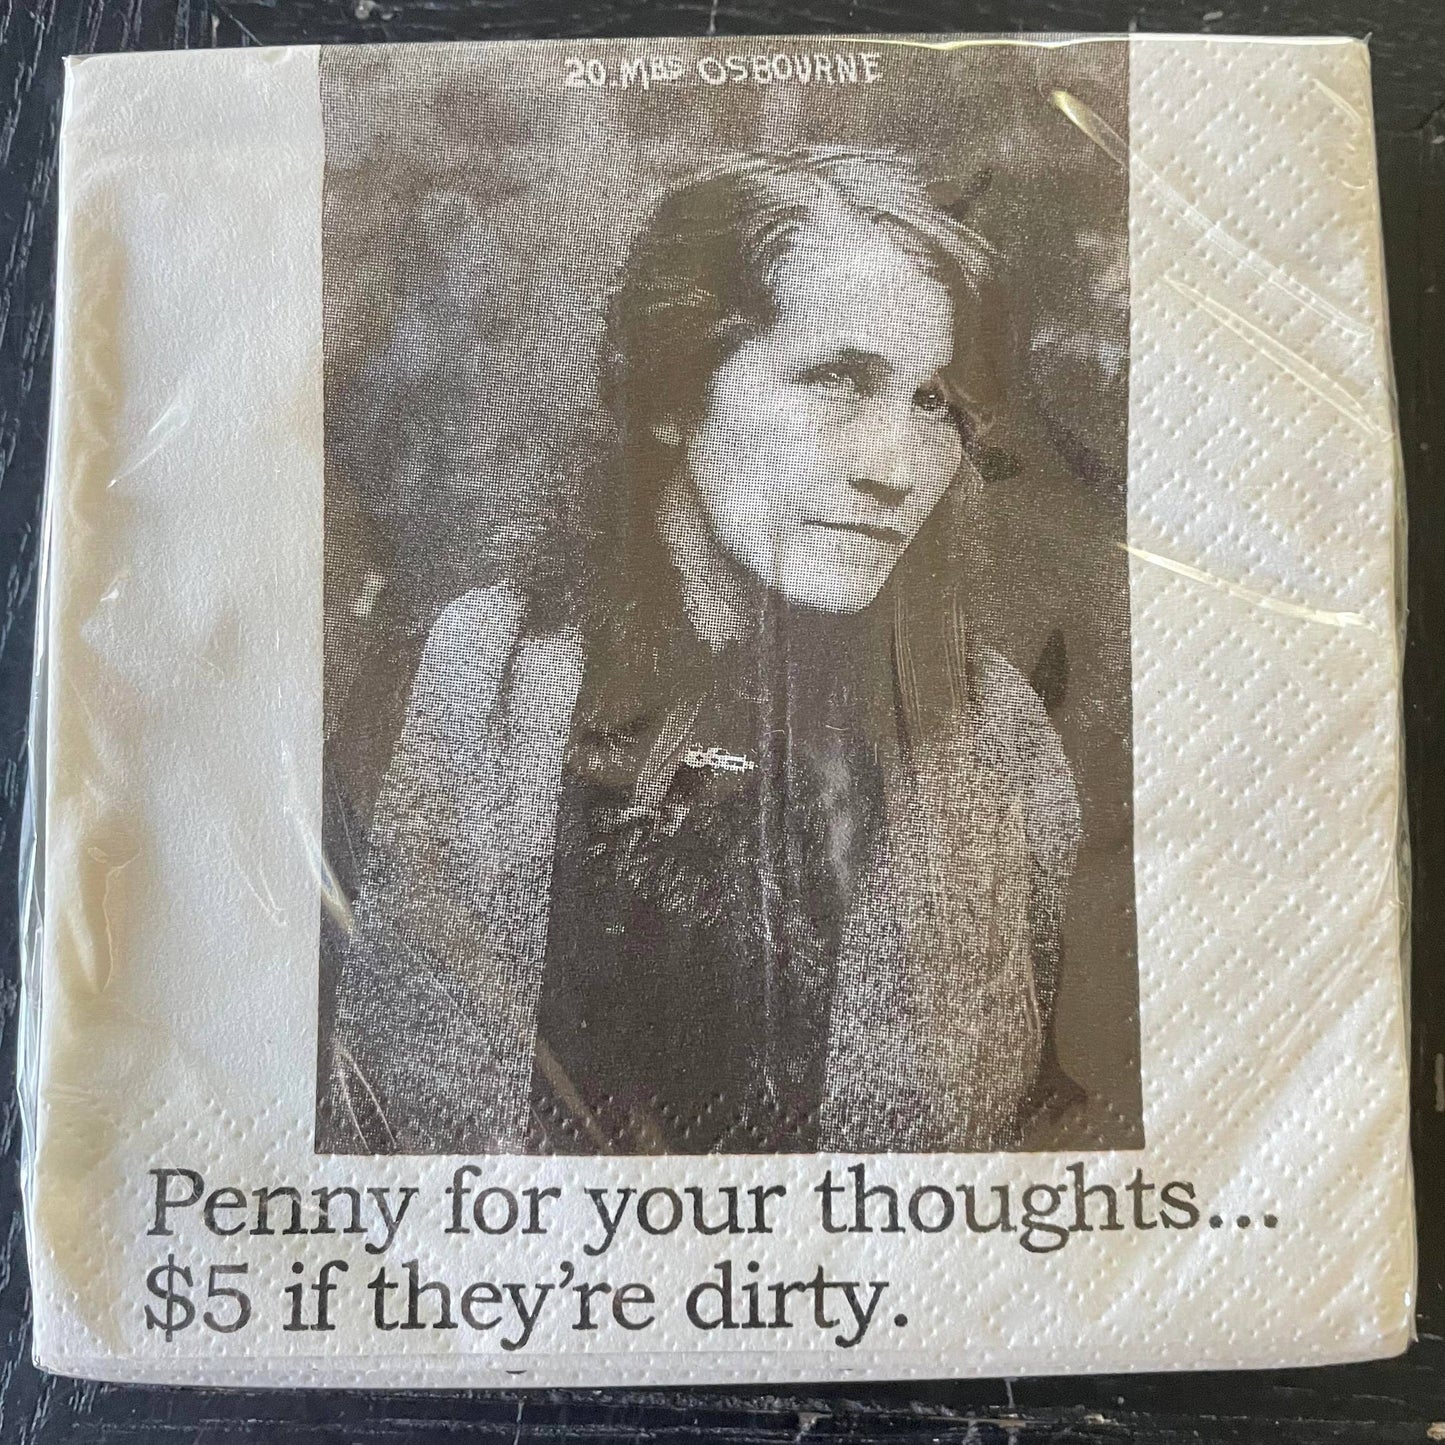 20. MRS OSBOURNE
Penny for your thoughts...
$5 if they're dirty.